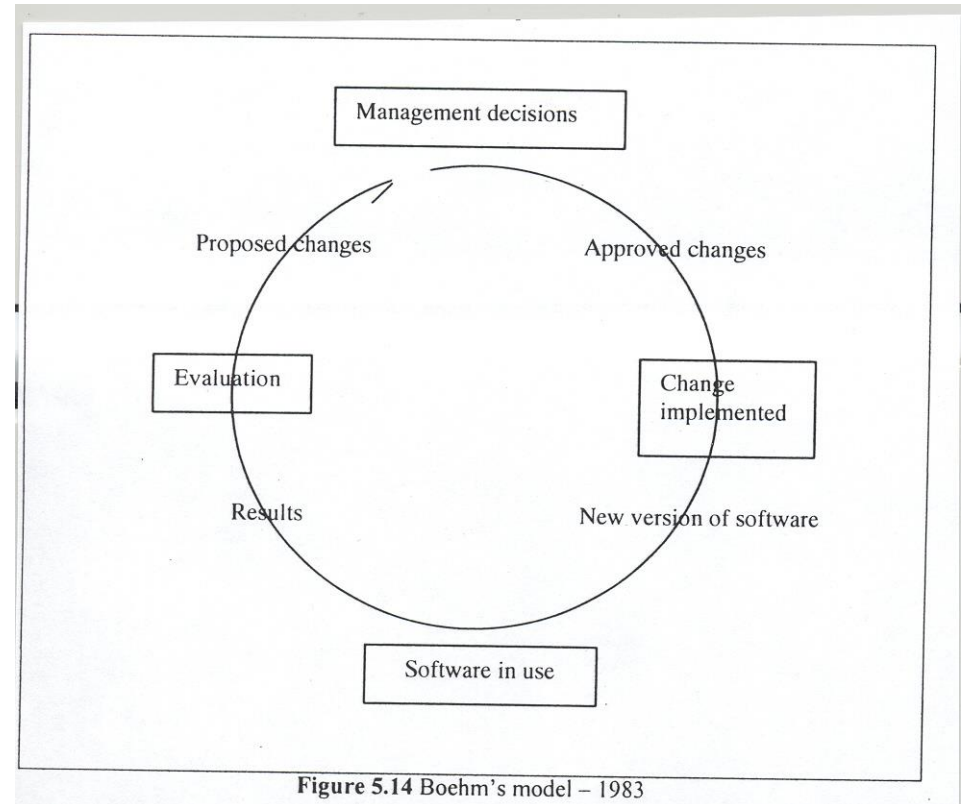 Management decisions
Proposed changes
Approved changes
Evaluation
Change
implemented
Results
New version of software
Software in use
Figure 5.14 Boehm's model – 1983